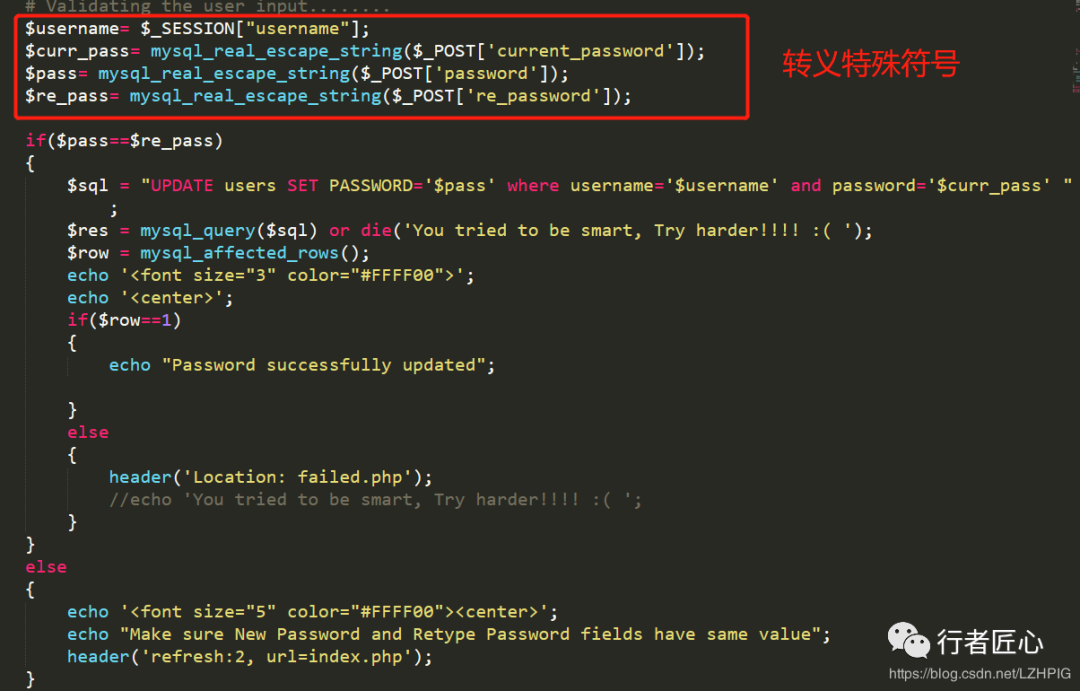 # Validating the user input........
$username= $_SESSION["username"];
$curr_pass= mysql_real_escape_string($_POST['current_password']);
$pass= mysql_real_escape_string($_POST['password']);
$re_pass= mysql_real_escape_string($_POST['re_password']);
转义特殊符号
if($pass==$re_pass)
{
$sql = "UPDATE users SET PASSWORD='$pass' where username='$username' and password='$curr_pass' "
;
$res = mysql_query($sql) or die('You tried to be smart, Try harder!!!! :( ');
$row = mysql_affected_rows();
echo '<font size="3" color="#FFFF00">';
echo '<center>';
if($row==1)
{
echo "Password successfully updated";
}
else
{
header('Location: failed.php');
//echo 'You tried to be smart, Try harder!!!! :( ';
}
}
else
{
echo '<font size="5" color="#FFFF00"><center>';
echo "Make sure New Password and Retype Password fields have same value";
header('refresh:2, url=index.php');
}
行者匠心
https://blog.csdn.net/LZHPIG